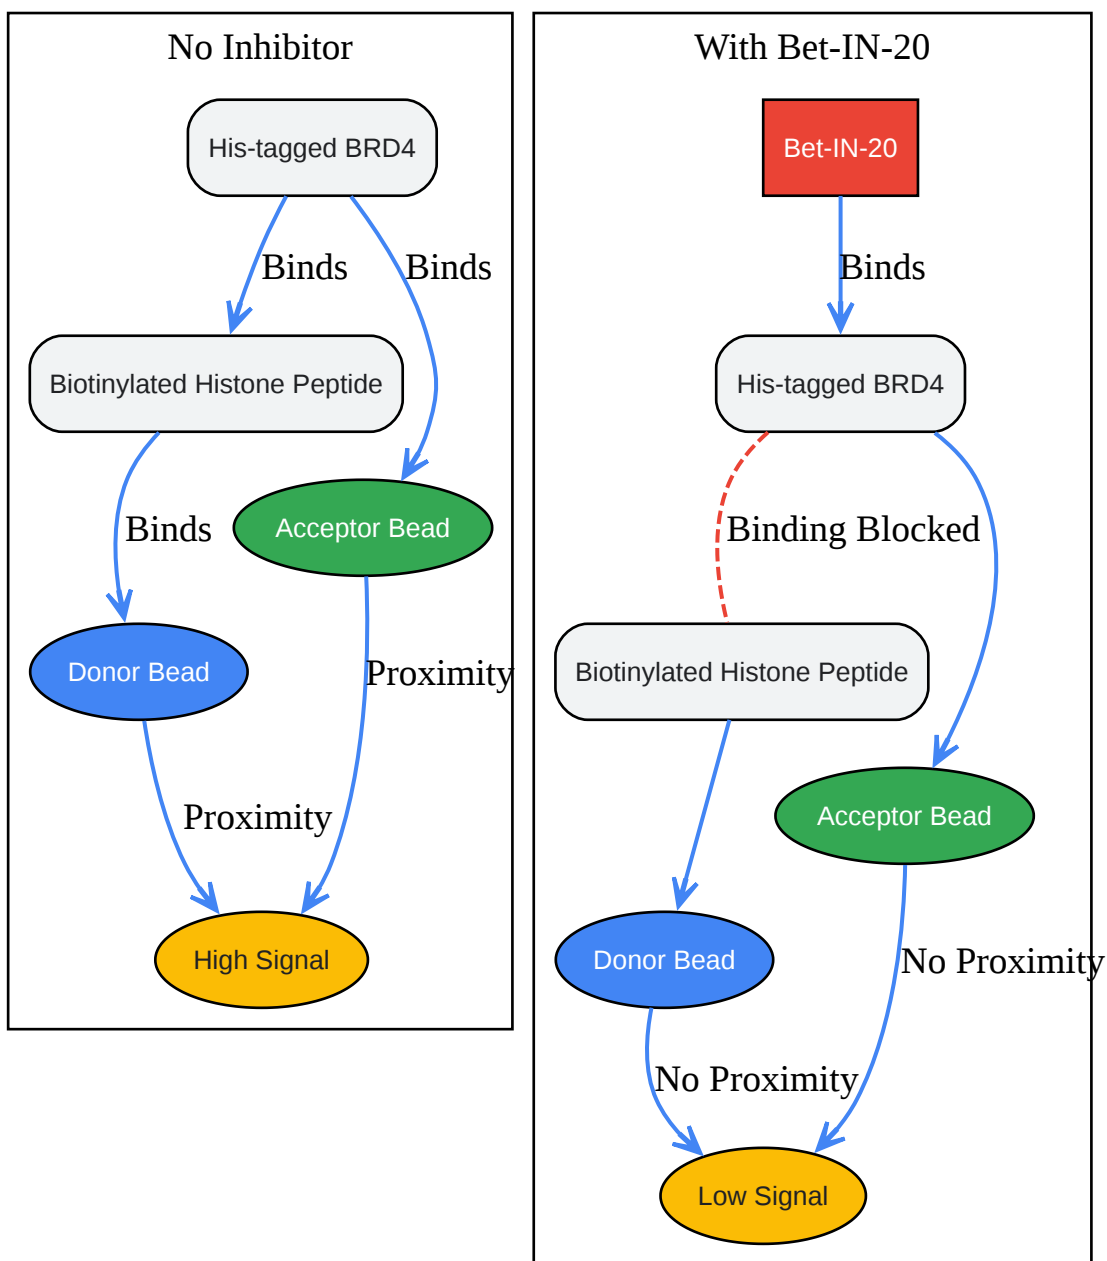 No Inhibitor
His-tagged BRD4
Binds
Binds
Biotinylated Histone Peptide
Acceptor Bead
Binds
Donor Bead
Proximity
Proximity
High Signal
With Bet-IN-20
Bet-IN-20
Binds
His-tagged BRD4
Binding Blocked
Biotinylated Histone Peptide
Acceptor Bead
Donor Bead
No Proximity
No Proximity
Low Signal